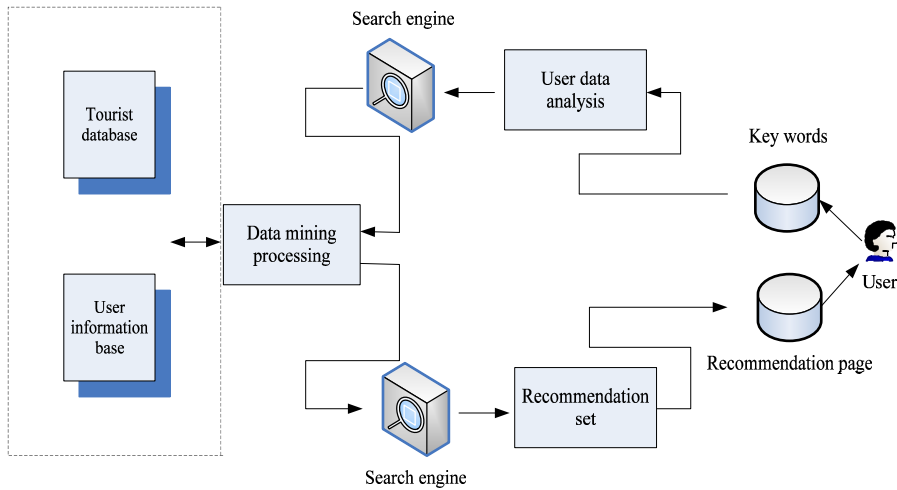 Search engine
User data
analysis
Tourist
database
Key words
Data mining
processing
User
User
information
base
Recommendation page
Recommendation
set
Search engine